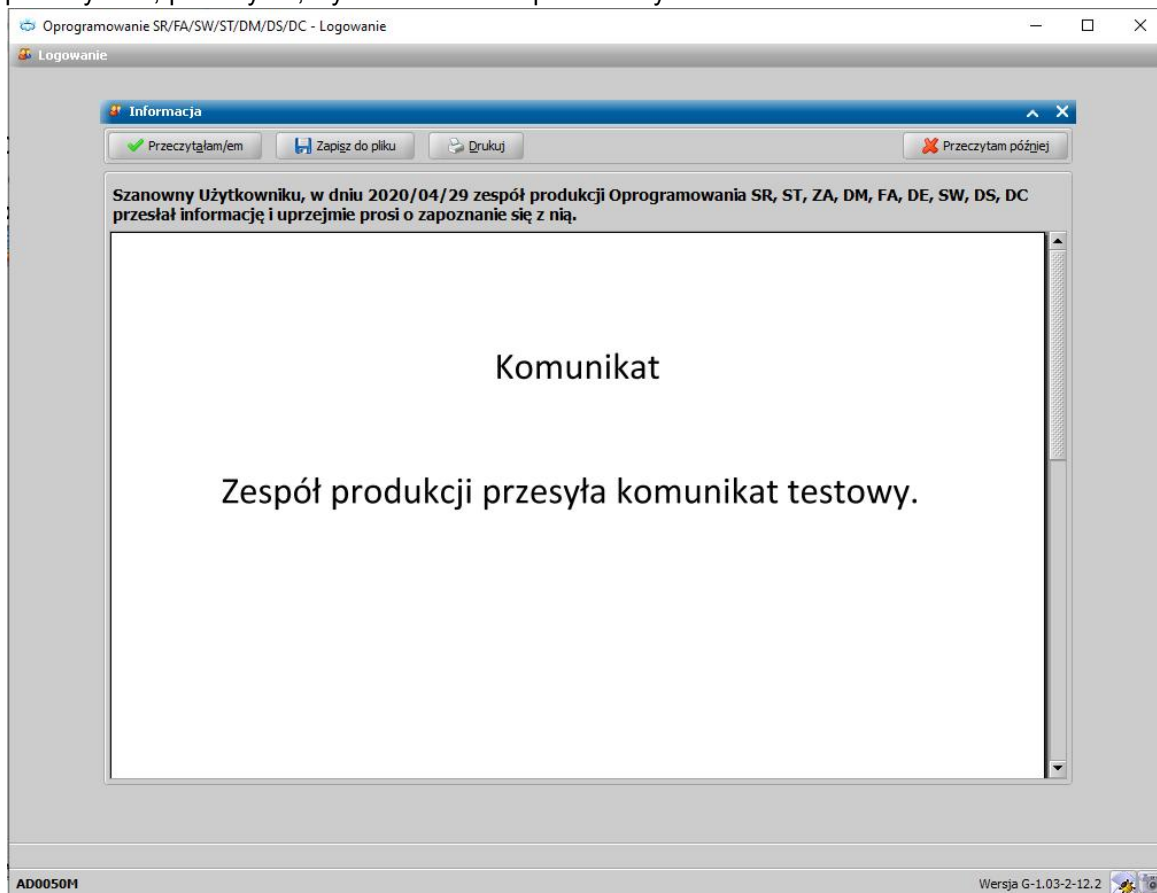 Oprogramowanie SR/FA/SW/ST/DM/DS/DC - Logowanie
Logowanie
Informacja
Przeczytałam/em Zapisz do pliku Drukuj Przeczytam później
Szanowny Użytkowniku, w dniu 2020/04/29 zespół produkcji Oprogramowania SR, ST, ZA, DM, FA, DE, SW, DS, DC
przesłał informację i uprzejmie prosi o zapoznanie się z nią.
Komunikat
Zespół produkcji przesyła komunikat testowy.
AD0050M Wersja G-1.03-2-12.2